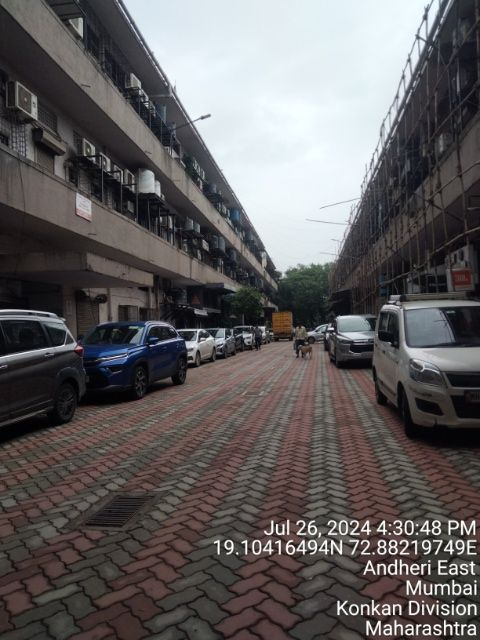 Jul 26, 2024 4:30:48 PM
19.10416494N 72.88219749E
Andheri East
Mumbai
Konkan Division
Maharashtra